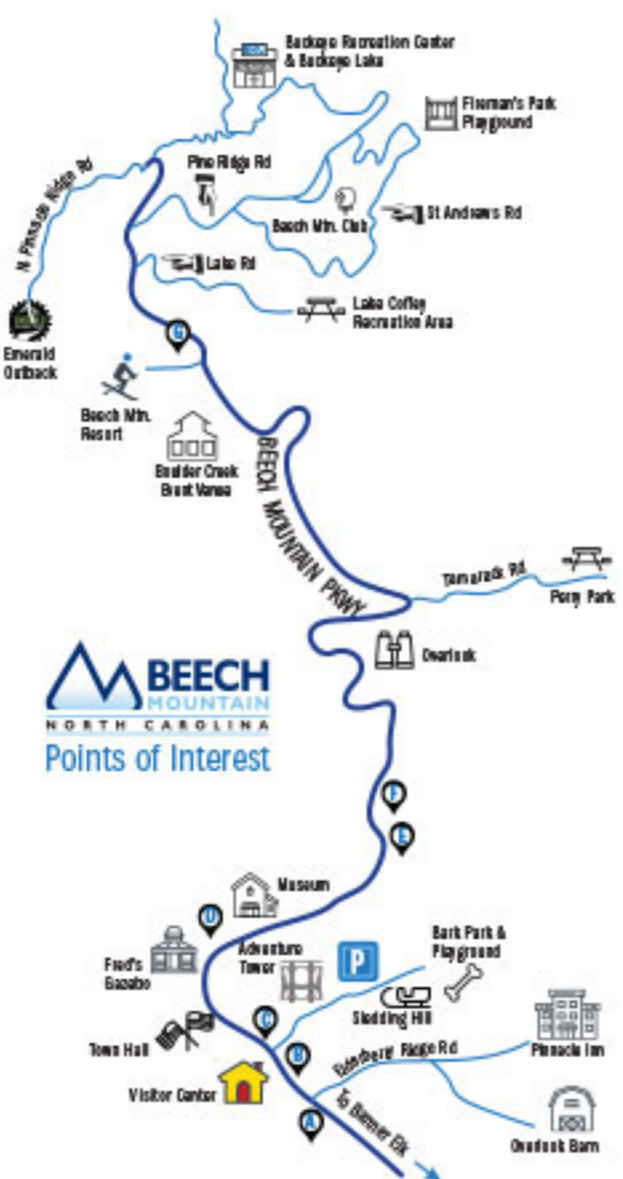 Buckeye Recreation Center
& Buckeye Lake
Fireman's Park
Playground
Pine Ridge Rd
N Pinnacle Ridge Rd
Beech Mtn. Club
St Andrews Rd
Lake Rd
Lake Coffey
Recreation Area
Emerald
Outback
G
Beech Mtn.
Resort
Boulder Creek
Event Venue
BEECH MOUNTAIN PKWY
Tamarack Rd
Perry Park
Overlook
BEECH
MOUNTAIN
NORTH CAROLINA
Points of Interest
F
E
Museum
D
Bark Park &
Playground
Adventure
Tower
P
Fred's
Gazebo
Sledding Hill
C
Town Hall
B
Ridge Rd
Pinnacle Inn
Visitor Center
A
To Banner Elk
Overlook Barn